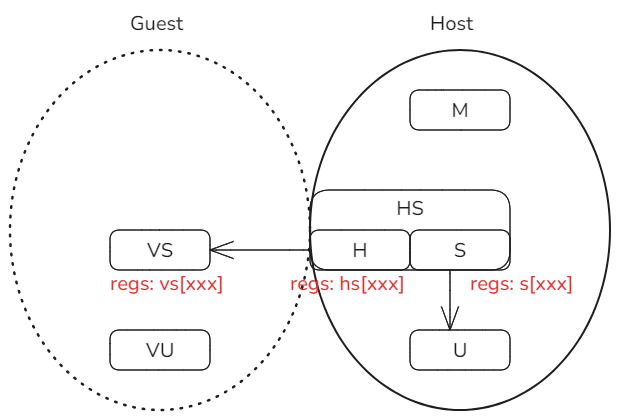 Guest
Host
M
HS
VS
H
S
regs: vs[xxx]
regs: hs[xxx]
regs: s[xxx]
VU
U